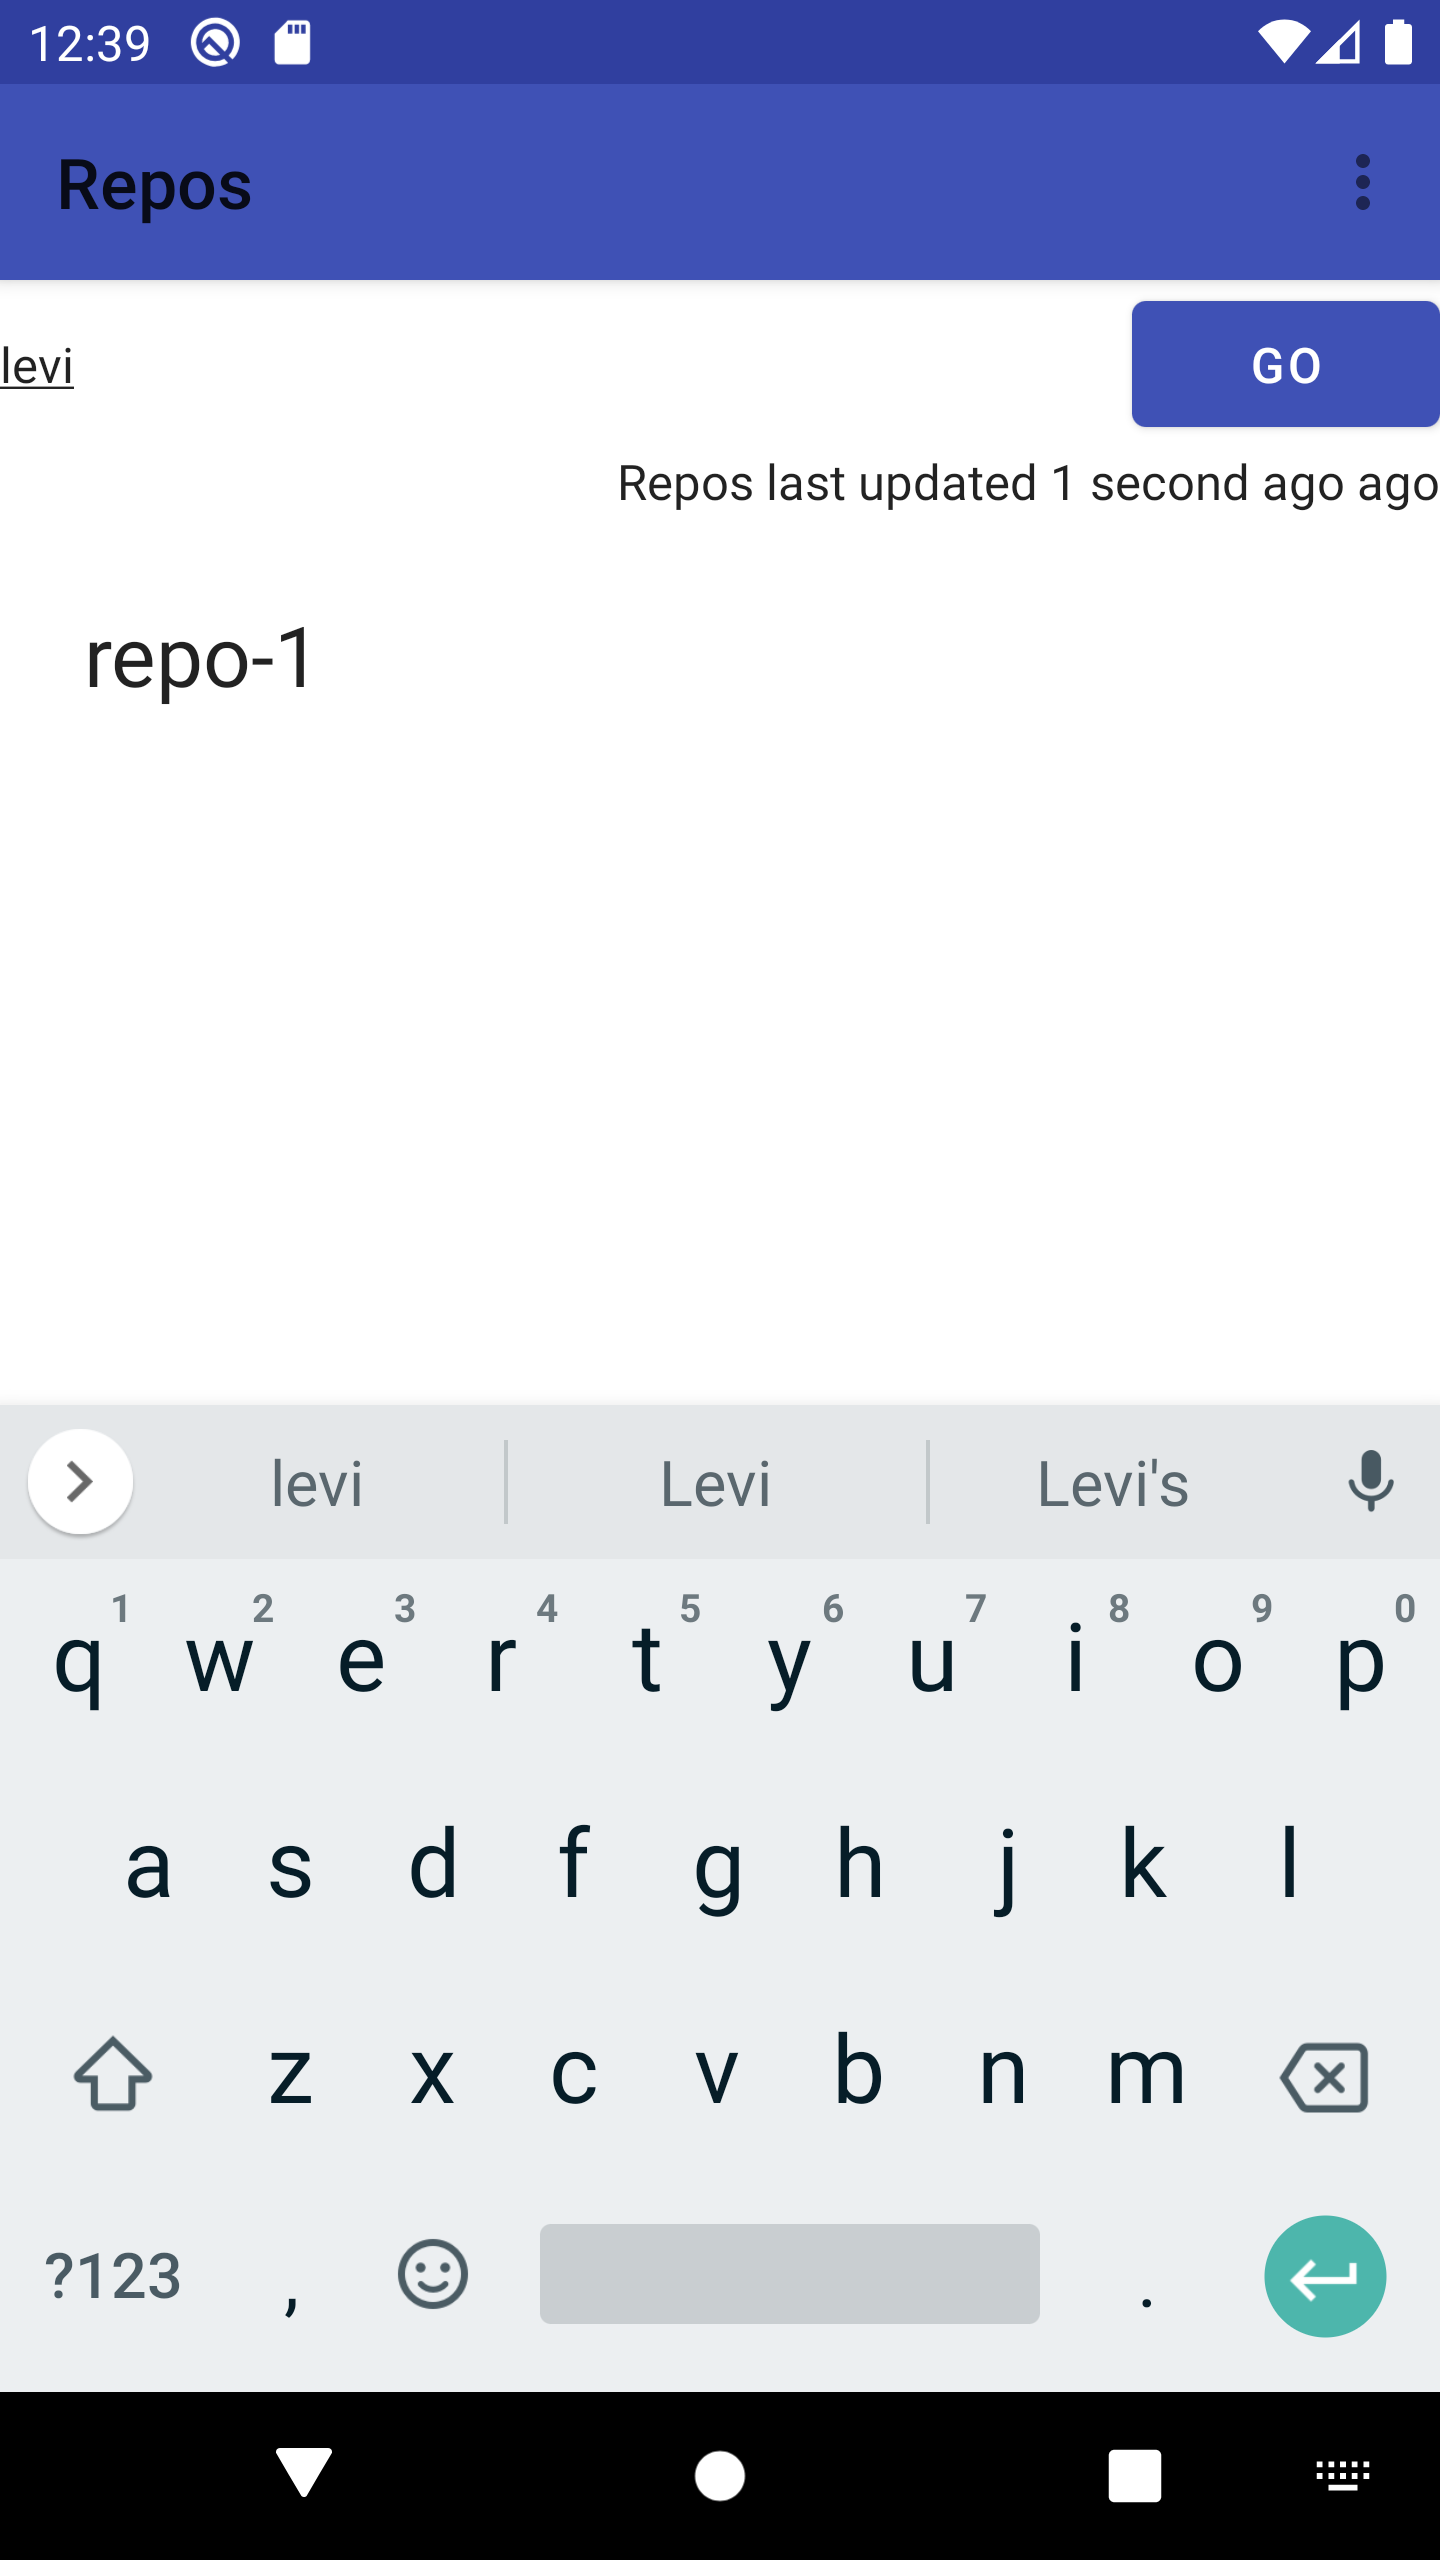 12:39
Repos
levi
GO
Repos last updated 1 second ago ago
repo-1
levi Levi Levi's
1 2 3 4 5 6 7 8 9 0
q w e r t y u i o p
a s d f g h j k l
z x c v b n m
?123 , .